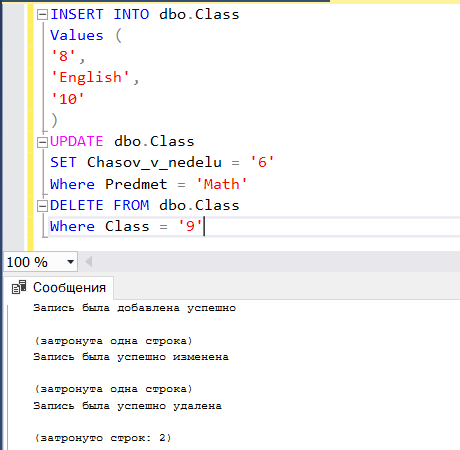 INSERT INTO dbo.Class
Values (
'8',
'English',
'10'
)
UPDATE dbo.Class
SET Chasov_v_nedelu = '6'
Where Predmet = 'Math'
DELETE FROM dbo.Class
Where Class = '9'
100 %
Сообщения
Запись была добавлена успешно
(затронута одна строка)
Запись была успешно изменена
(затронута одна строка)
Запись была успешно удалена
(затронуто строк: 2)